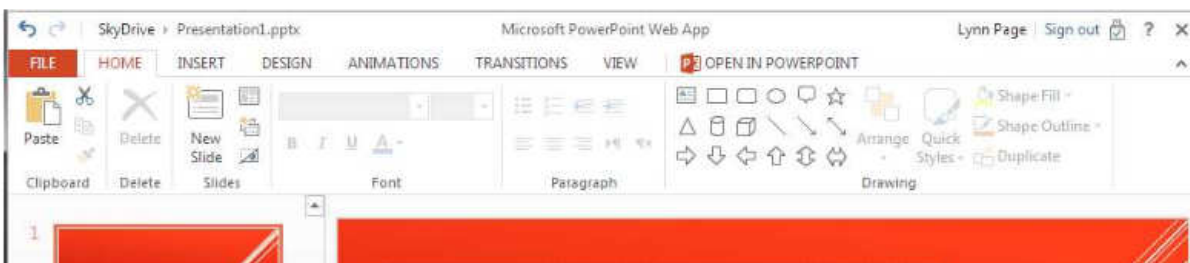 SkyDrive › Presentation1.pptx Microsoft PowerPoint Web App Lynn Page Sign out ? X
FILE HOME INSERT DESIGN ANIMATIONS TRANSITIONS VIEW OPEN IN POWERPOINT
Paste Delete New Slide B I U A Arrange Quick Styles Shape Fill
Shape Outline
Duplicate
Clipboard Delete Slides Font Paragraph Drawing
1